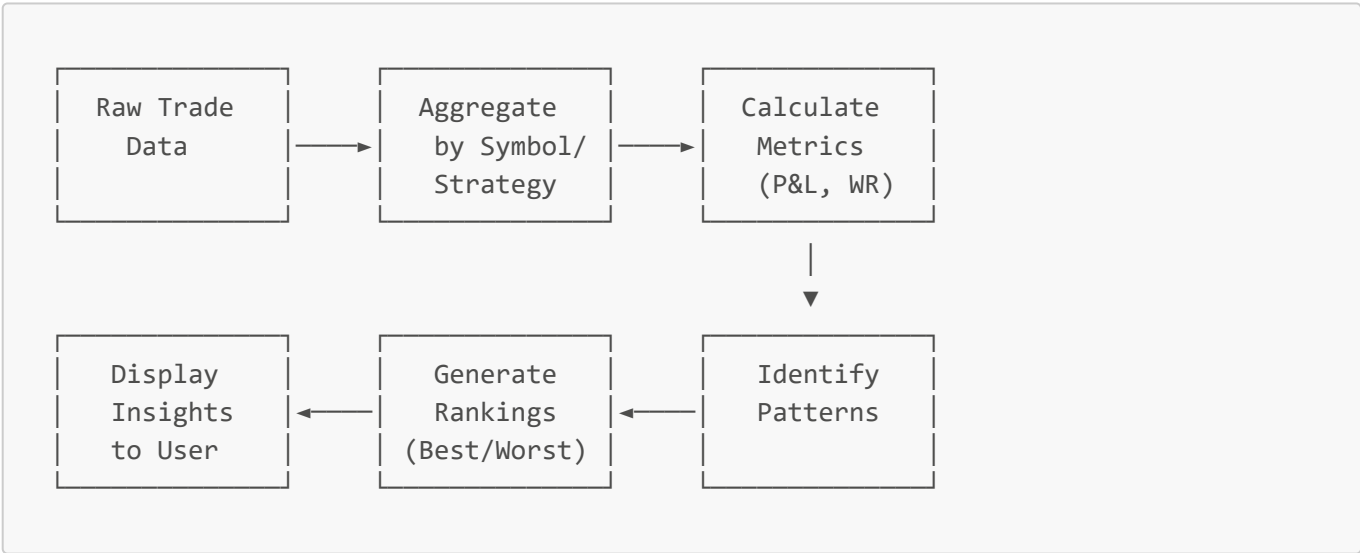 Raw Trade
Data
Aggregate
by Symbol/
Strategy
Calculate
Metrics
(P&L, WR)
Identify
Patterns
Generate
Rankings
(Best/Worst)
Display
Insights
to User